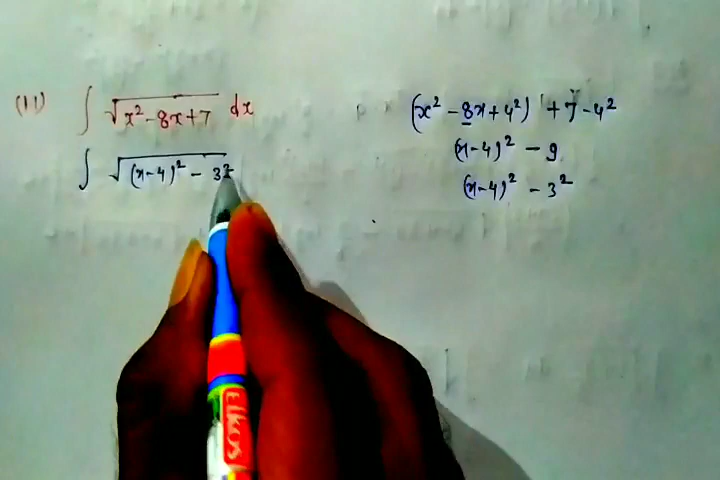 (11) ∫ √(x² - 8x + 7) dx
∫ √((x-4)² - 3²)
(x² - 8x + 4²) + 7 - 4²
(x-4)² - 9
(x-4)² - 3²
Elkos